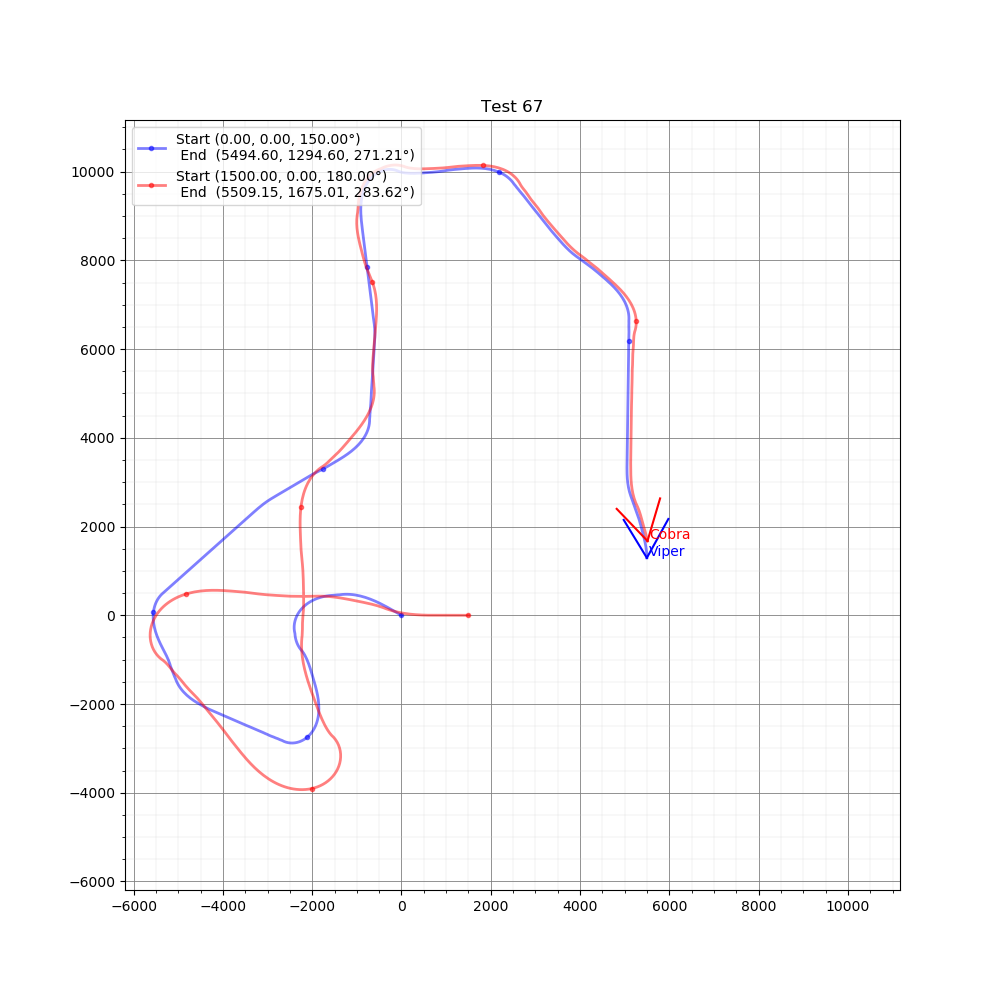 Test 67
Start (0.00, 0.00, 150.00°)
End  (5494.60, 1294.60, 271.21°)
Start (1500.00, 0.00, 180.00°)
End  (5509.15, 1675.01, 283.62°)
10000
8000
6000
4000
2000
0
−2000
−4000
−6000
Cobra
Viper
−6000 −4000 −2000 0 2000 4000 6000 8000 10000